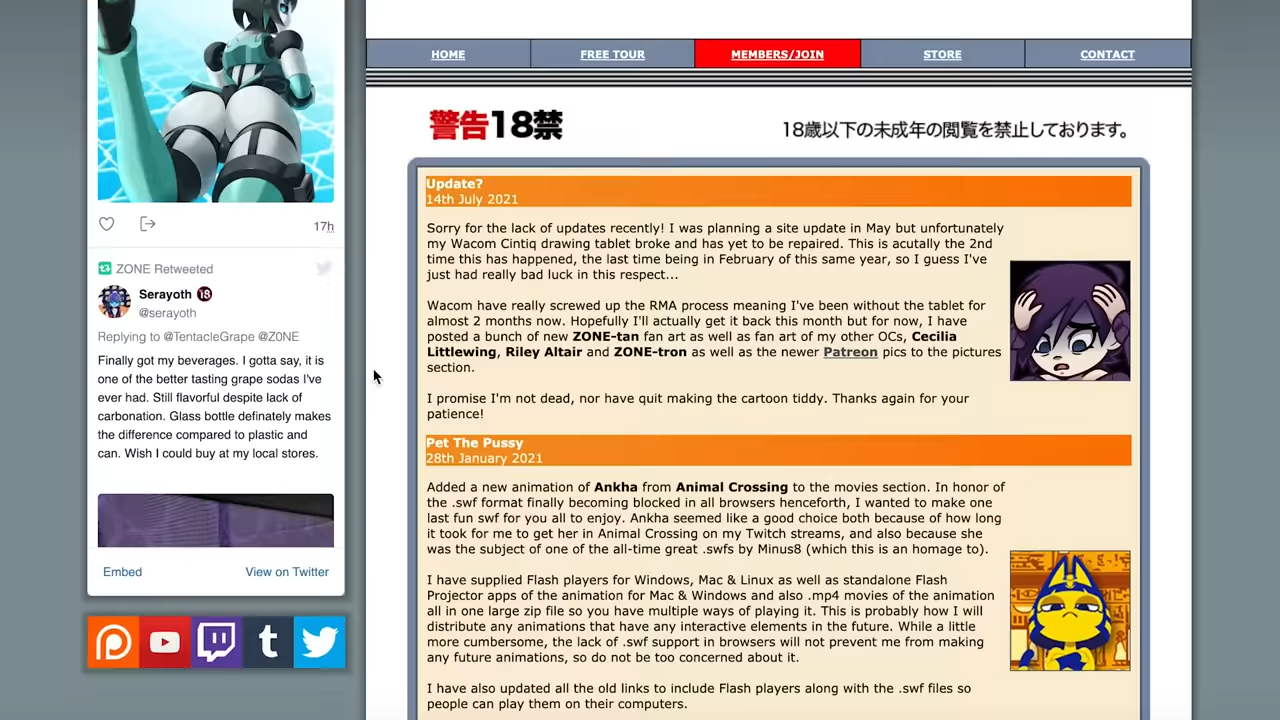 HOME
FREE TOUR
MEMBERS/JOIN
STORE
CONTACT
警告18禁
18歳以下の未成年の閲覧を禁止しております。
17h
ZONE Retweeted
Serayoth 🔞
@serayoth
Replying to @TentacleGrape @Z0NE
Finally got my beverages. I gotta say, it is
one of the better tasting grape sodas I've
ever had. Still flavorful despite lack of
carbonation. Glass bottle definately makes
the difference compared to plastic and
can. Wish I could buy at my local stores.
Embed
View on Twitter
Update?
14th July 2021
Sorry for the lack of updates recently! I was planning a site update in May but unfortunately
my Wacom Cintiq drawing tablet broke and has yet to be repaired. This is acutally the 2nd
time this has happened, the last time being in February of this same year, so I guess I've
just had really bad luck in this respect...
Wacom have really screwed up the RMA process meaning I've been without the tablet for
almost 2 months now. Hopefully I'll actually get it back this month but for now, I have
posted a bunch of new ZONE-tan fan art as well as fan art of my other OCs, Cecilia
Littlewing, Riley Altair and ZONE-tron as well as the newer Patreon pics to the pictures
section.
I promise I'm not dead, nor have quit making the cartoon tiddy. Thanks again for your
patience!
Pet The Pussy
28th January 2021
Added a new animation of Ankha from Animal Crossing to the movies section. In honor of
the .swf format finally becoming blocked in all browsers henceforth, I wanted to make one
last fun swf for you all to enjoy. Ankha seemed like a good choice both because of how long
it took for me to get her in Animal Crossing on my Twitch streams, and also because she
was the subject of one of the all-time great .swfs by Minus8 (which this is an homage to).
I have supplied Flash players for Windows, Mac & Linux as well as standalone Flash
Projector apps of the animation for Mac & Windows and also .mp4 movies of the animation
all in one large zip file so you have multiple ways of playing it. This is probably how I will
distribute any animations that have any interactive elements in the future. While a little
more cumbersome, the lack of .swf support in browsers will not prevent me from making
any future animations, so do not be too concerned about it.
I have also updated all the old links to include Flash players along with the .swf files so
people can play them on their computers.